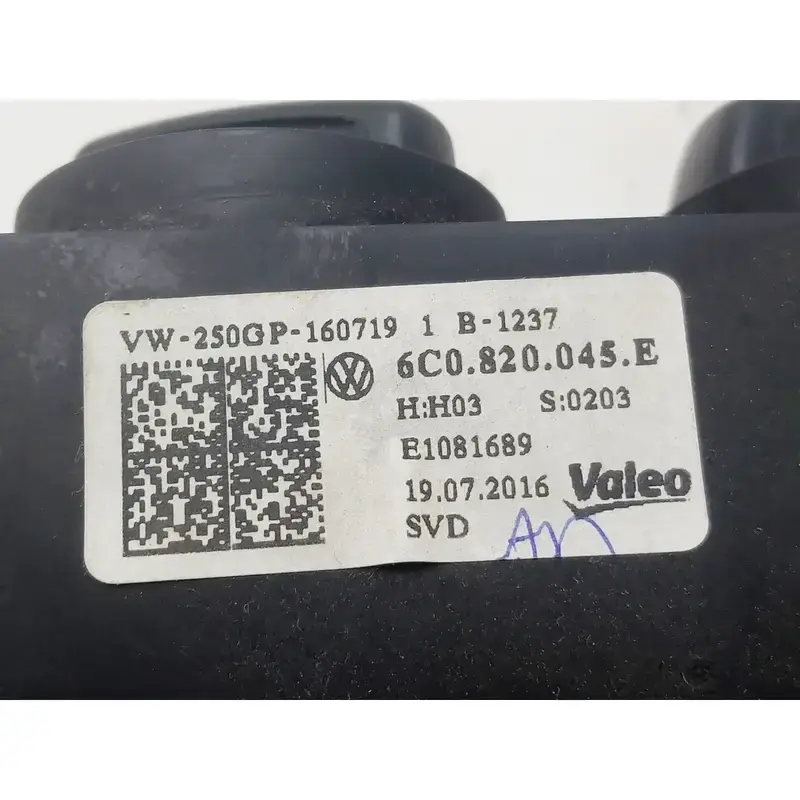 VW-250GP-160719 1 B-1237
6C0.820.045.E
H:H03 S:0203
E1081689
19.07.2016 Valeo
SVD